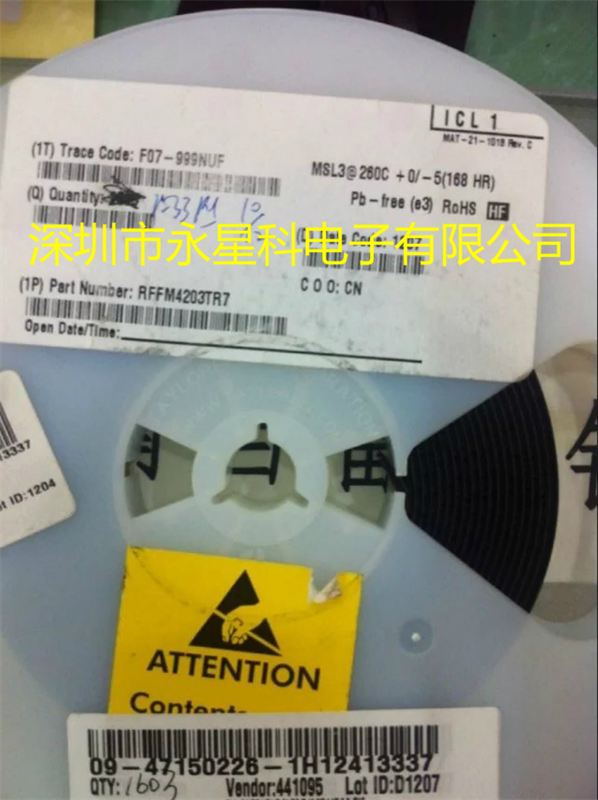 ICL 1
MAT-21-1018 Rev. C
(1T) Trace Code: F07-999NUF
MSL3@260C +0/-5(168 HR)
(Q) Quantity:
Pb-free (e3) RoHS HF
深圳市永星科电子有限公司
(1P) Part Number: RFFM4203TR7
C O O: CN
Open Date/Time:
13337
ot ID:1204
ATTENTION
Contents
09-47150226-1H12413337
QTY: 1603 Vendor:441095 Lot ID:D1207